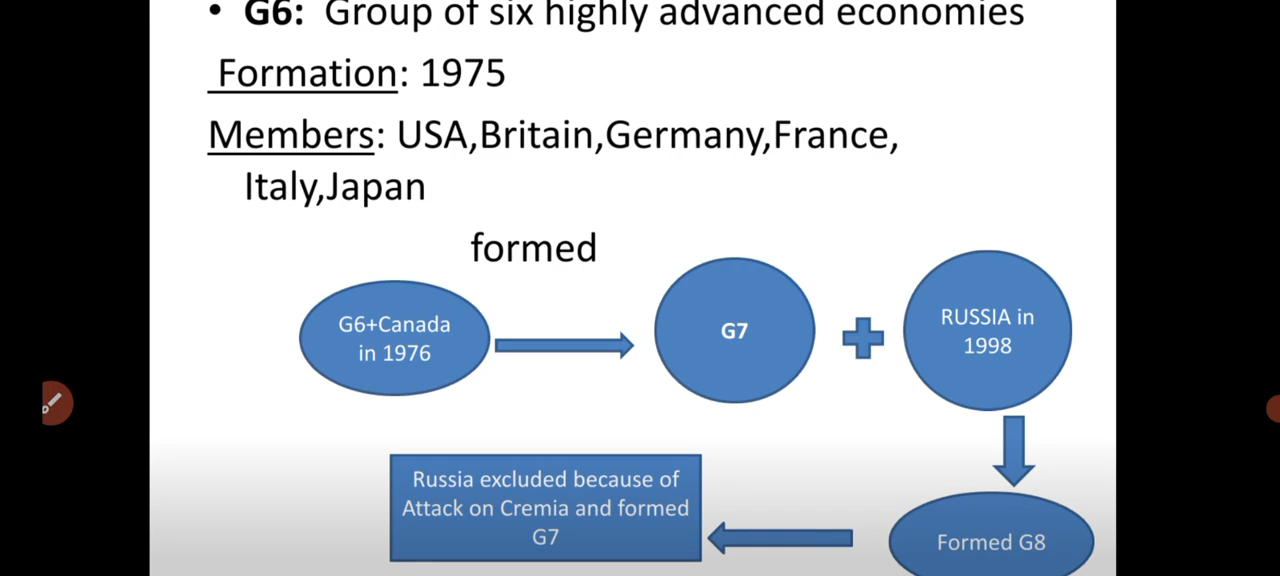 • G6: Group of six highly advanced economies
Formation: 1975
Members: USA,Britain,Germany,France,
Italy,Japan
formed
G6+Canada
in 1976
G7
RUSSIA in
1998
Formed G8
Russia excluded because of
Attack on Cremia and formed
G7